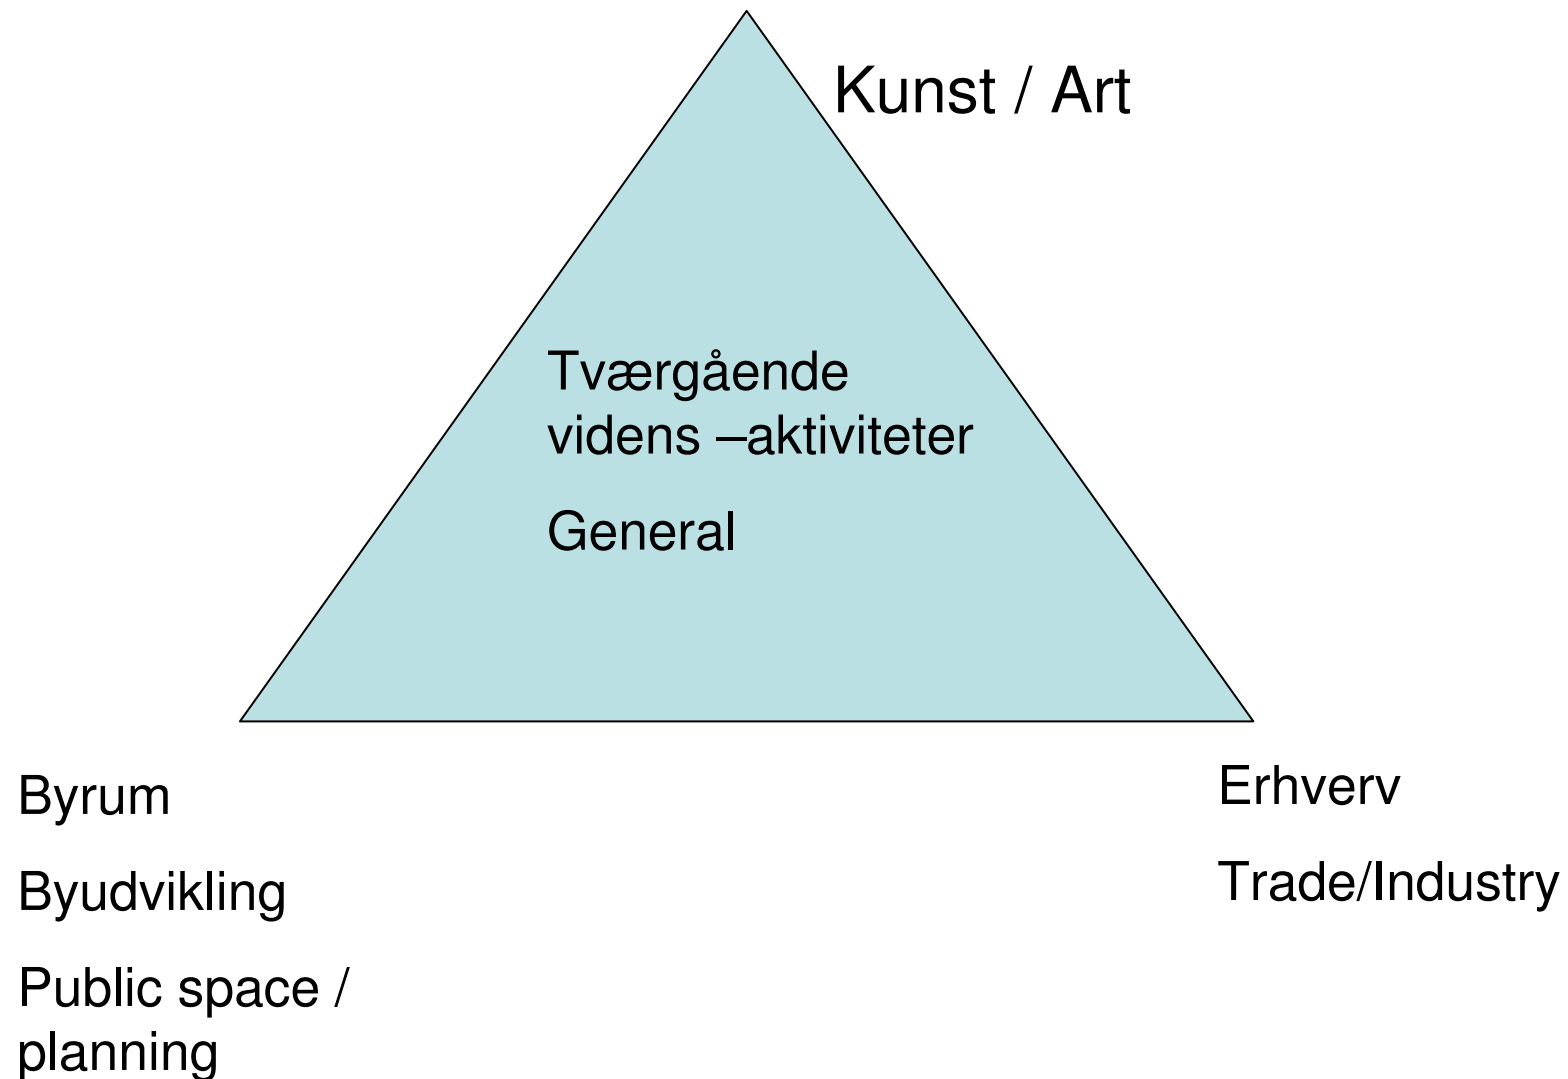 Kunst / Art
Tværgående
videns –aktiviteter
General
Byrum
Byudvikling
Public space /
planning
Erhverv
Trade/Industry